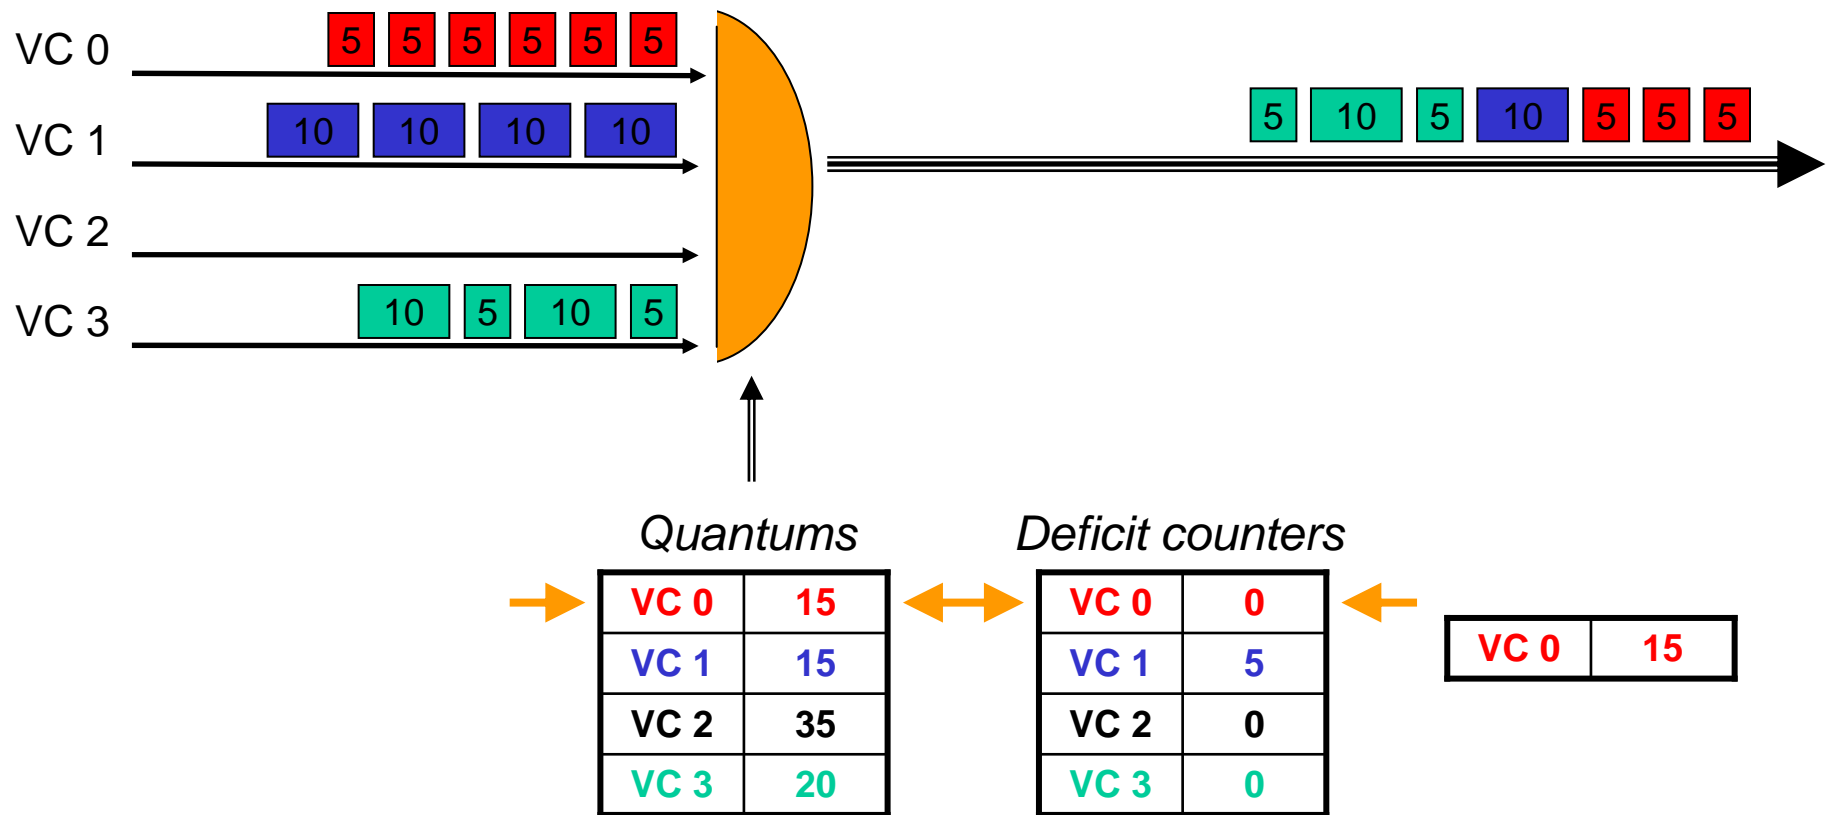 VC 0 5 5 5 5 5 5
5 10 5 10 5 5 5
VC 1 10 10 10 10
VC 2
VC 3 10 5 10 5
Quantums
VC 0 15
VC 1 15
VC 2 35
VC 3 20
Deficit counters
VC 0 0
VC 1 5
VC 2 0
VC 3 0
VC 0 15